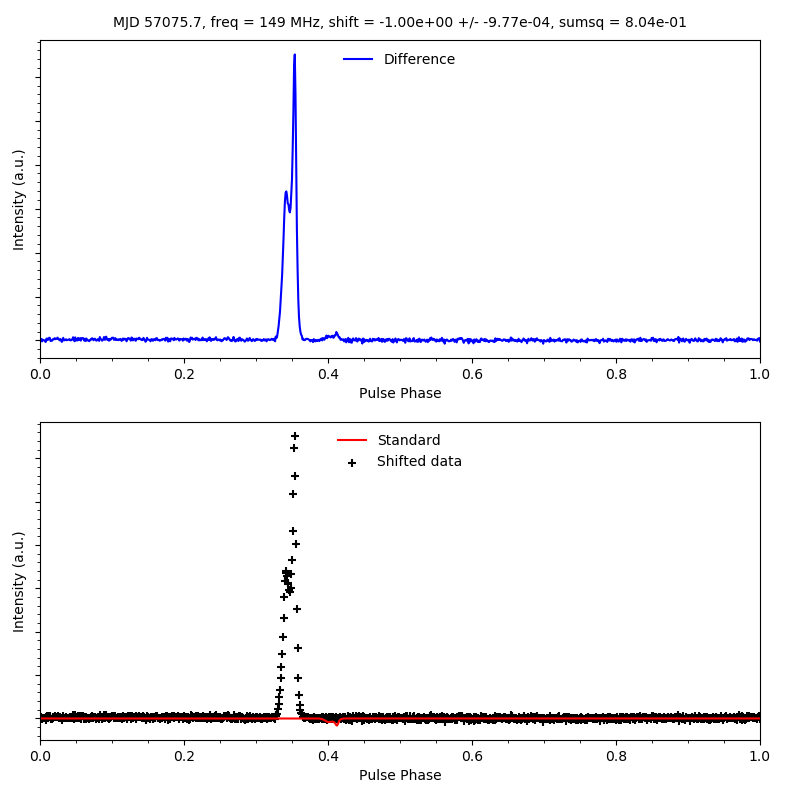 MJD 57075.7, freq = 149 MHz, shift = -1.00e+00 +/- -9.77e-04, sumsq = 8.04e-01
Difference
Intensity (a.u.)
0.0 0.2 0.4 0.6 0.8 1.0
Pulse Phase
Standard
Shifted data
Intensity (a.u.)
0.0 0.2 0.4 0.6 0.8 1.0
Pulse Phase